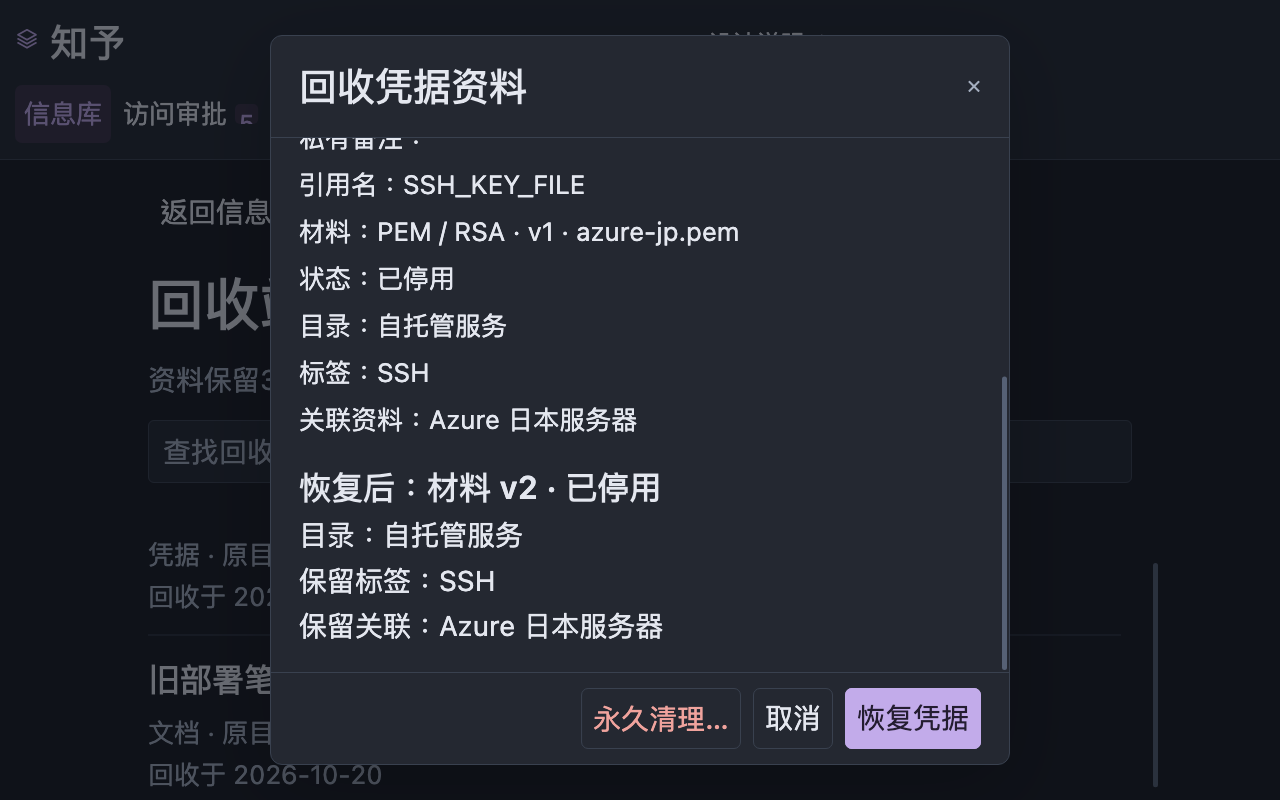 知予
信息库 访问审批 5
返回信息
回收
资料保留3
查找回收
凭据 · 原目
回收于 202
旧部署笔
文档 · 原目
回收于 2026-10-20
回收凭据资料 ×
私有备注：
引用名：SSH_KEY_FILE
材料：PEM / RSA · v1 · azure-jp.pem
状态：已停用
目录：自托管服务
标签：SSH
关联资料：Azure 日本服务器
恢复后：材料 v2 · 已停用
目录：自托管服务
保留标签：SSH
保留关联：Azure 日本服务器
永久清理... 取消 恢复凭据